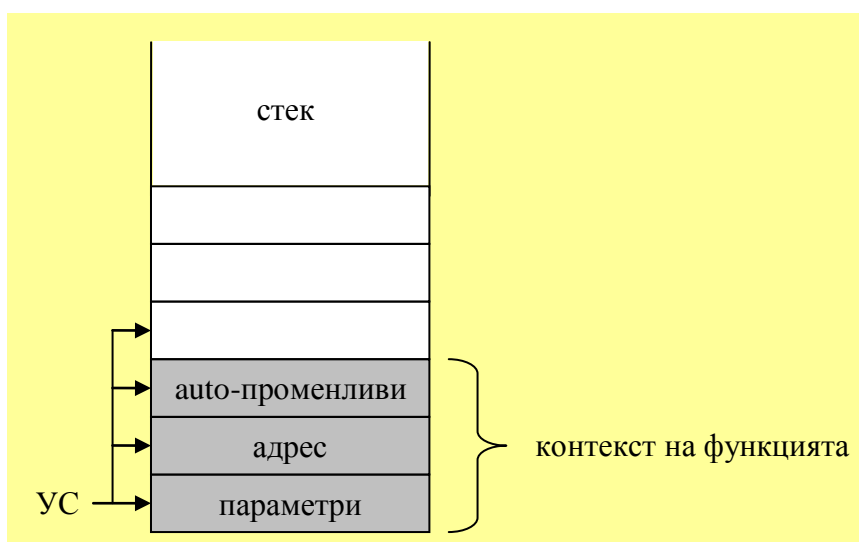 стек
auto-променливи
адрес
контекст на функцията
УС
параметри